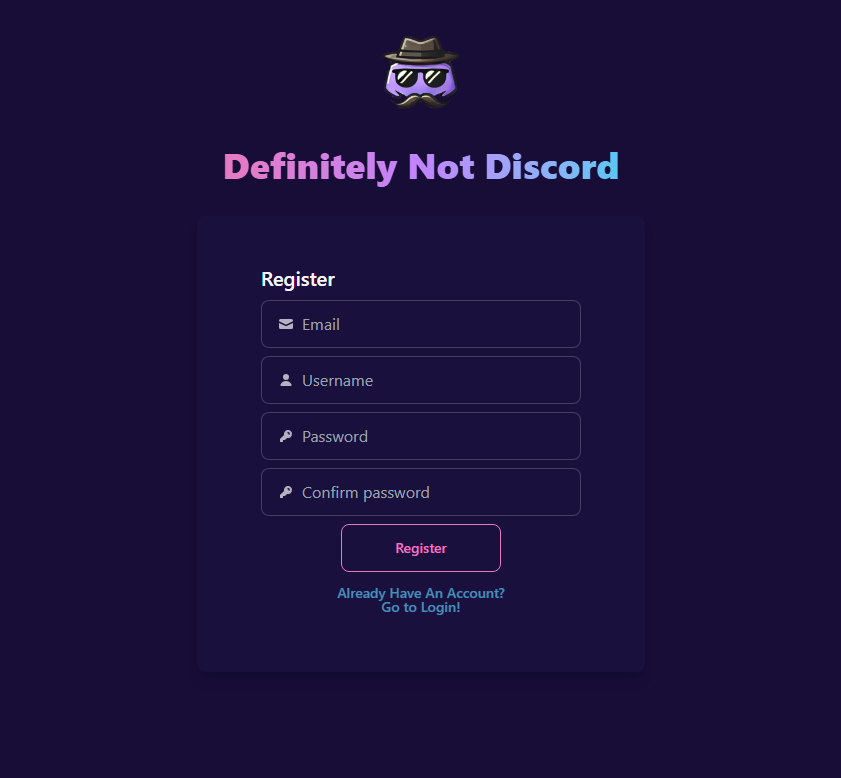 Definitely Not Discord
Register
Email
Username
Password
Confirm password
Register
Already Have An Account?
Go to Login!